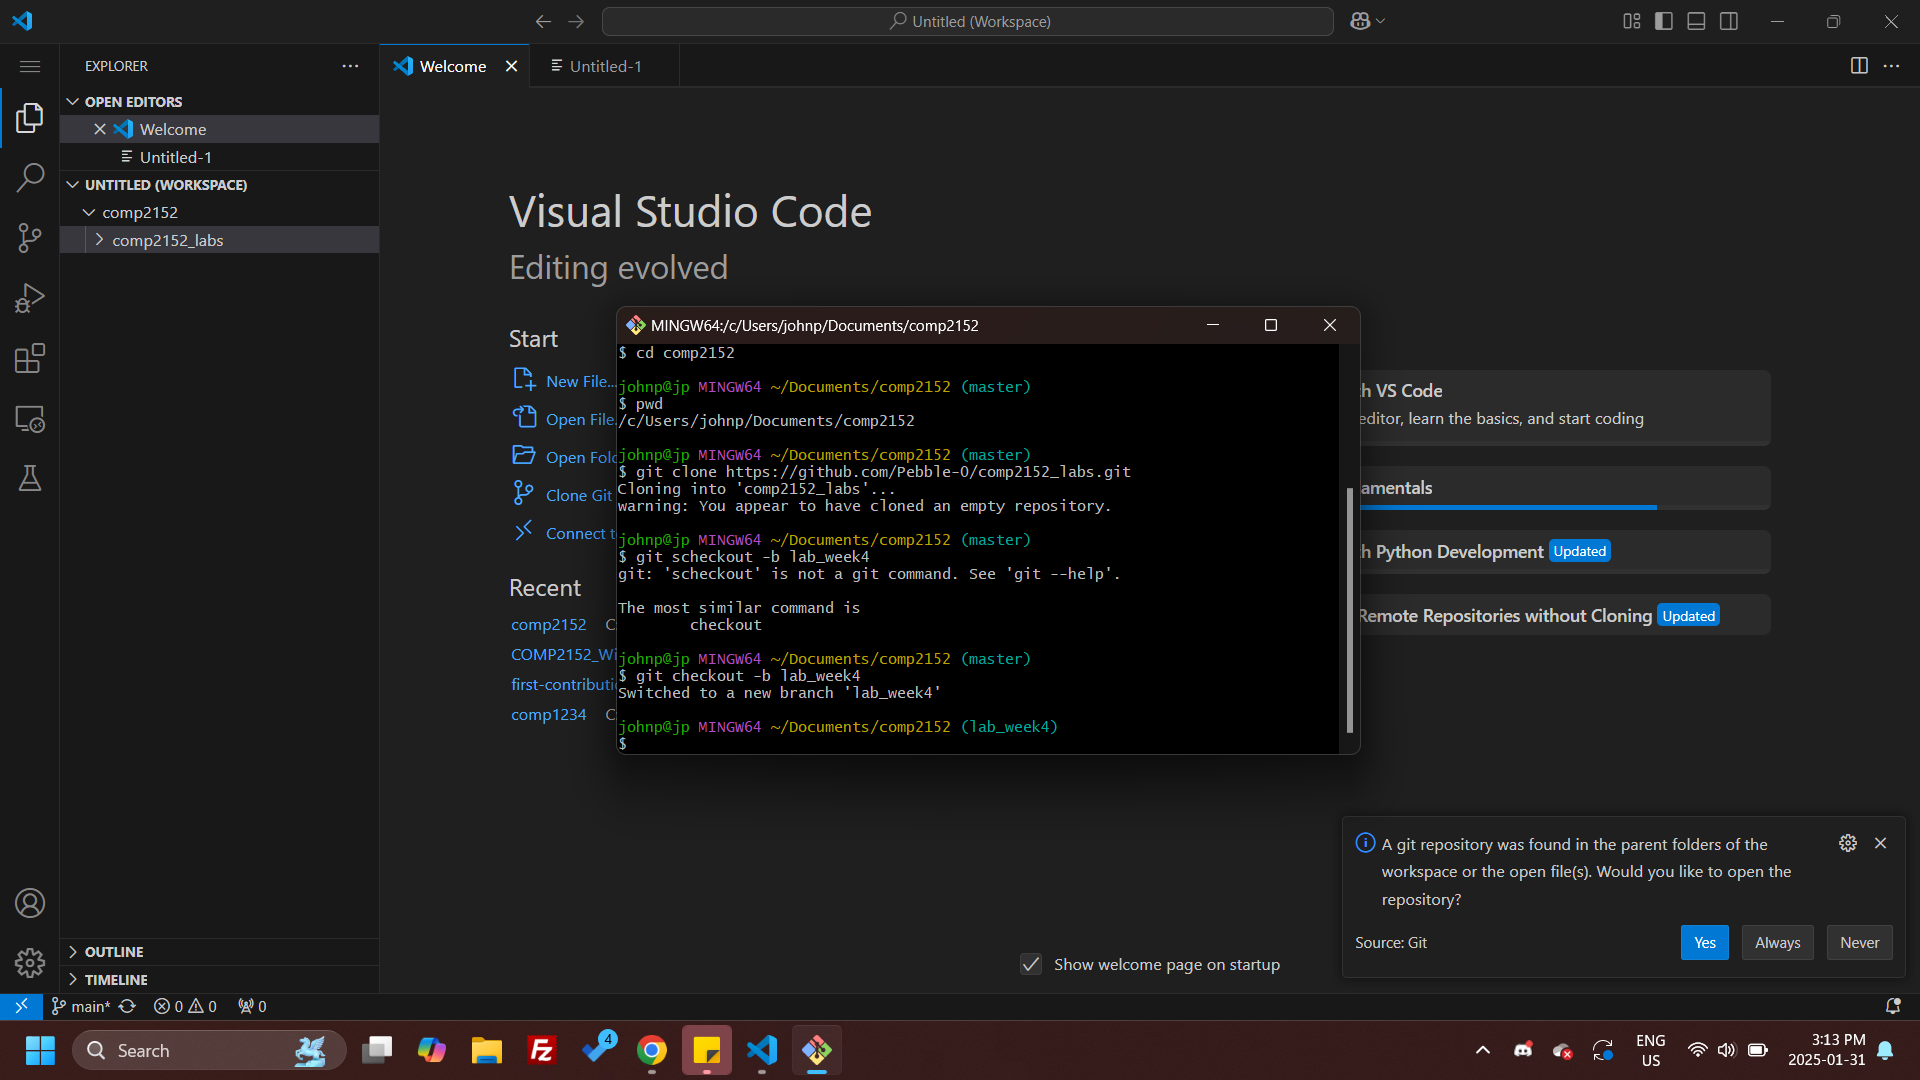 Untitled (Workspace)
EXPLORER
Welcome
Untitled-1
OPEN EDITORS
Welcome
Untitled-1
UNTITLED (WORKSPACE)
comp2152
comp2152_labs
Visual Studio Code
Editing evolved
Start
New File...
Open File.
Open Fol
Clone Git
Connect t
Recent
comp2152 C
COMP2152_Wi
first-contributi
comp1234 C
MINGW64:/c/Users/johnp/Documents/comp2152
$ cd comp2152
johnp@jp MINGW64 ~/Documents/comp2152 (master)
$ pwd
/c/Users/johnp/Documents/comp2152
johnp@jp MINGW64 ~/Documents/comp2152 (master)
$ git clone https://github.com/Pebble-O/comp2152_labs.git
Cloning into 'comp2152_labs'...
warning: You appear to have cloned an empty repository.
johnp@jp MINGW64 ~/Documents/comp2152 (master)
$ git scheckout -b lab_week4
git: 'scheckout' is not a git command. See 'git --help'.
The most similar command is
checkout
johnp@jp MINGW64 ~/Documents/comp2152 (master)
$ git checkout -b lab_week4
Switched to a new branch 'lab_week4'
johnp@jp MINGW64 ~/Documents/comp2152 (lab_week4)
$
h VS Code
editor, learn the basics, and start coding
amentals
h Python Development Updated
Remote Repositories without Cloning Updated
A git repository was found in the parent folders of the
workspace or the open file(s). Would you like to open the
repository?
Source: Git
Yes
Always
Never
Show welcome page on startup
OUTLINE
TIMELINE
main* 0 0 0
Search
4
ENG
US
3:13 PM
2025-01-31